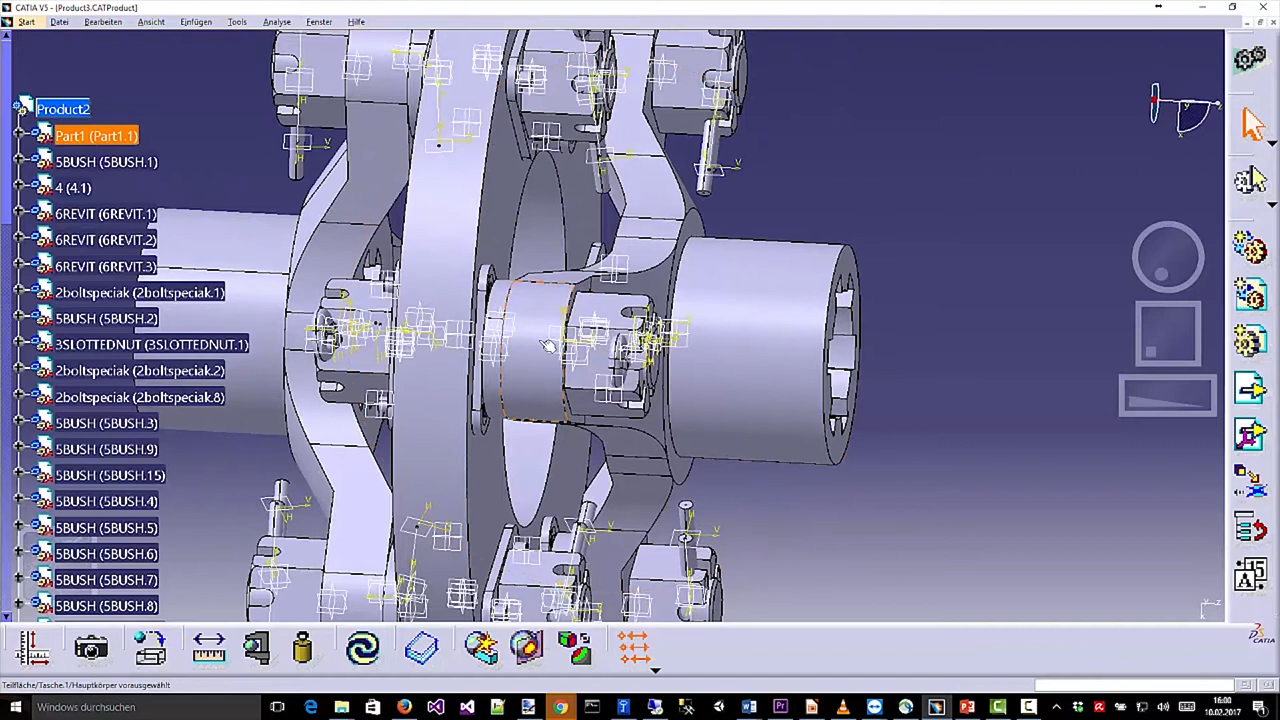 CATIA V5 - [Product3.CATProduct]
Start Datei Bearbeiten Ansicht Einfügen Tools Analyse Fenster Hilfe
Product2
Part1 (Part1.1)
5BUSH (5BUSH.1)
4 (4.1)
6REVIT (6REVIT.1)
6REVIT (6REVIT.2)
6REVIT (6REVIT.3)
2boltspeciak (2boltspeciak.1)
5BUSH (5BUSH.2)
3SLOTTEDNUT (3SLOTTEDNUT.1)
2boltspeciak (2boltspeciak.2)
2boltspeciak (2boltspeciak.8)
5BUSH (5BUSH.3)
5BUSH (5BUSH.9)
5BUSH (5BUSH.15)
5BUSH (5BUSH.4)
5BUSH (5BUSH.5)
5BUSH (5BUSH.6)
5BUSH (5BUSH.7)
5BUSH (5BUSH.8)
CATIA
Teilfläche/Tasche.1/Hauptkörper vorausgewählt
Windows durchsuchen
16:00
10.02.2017